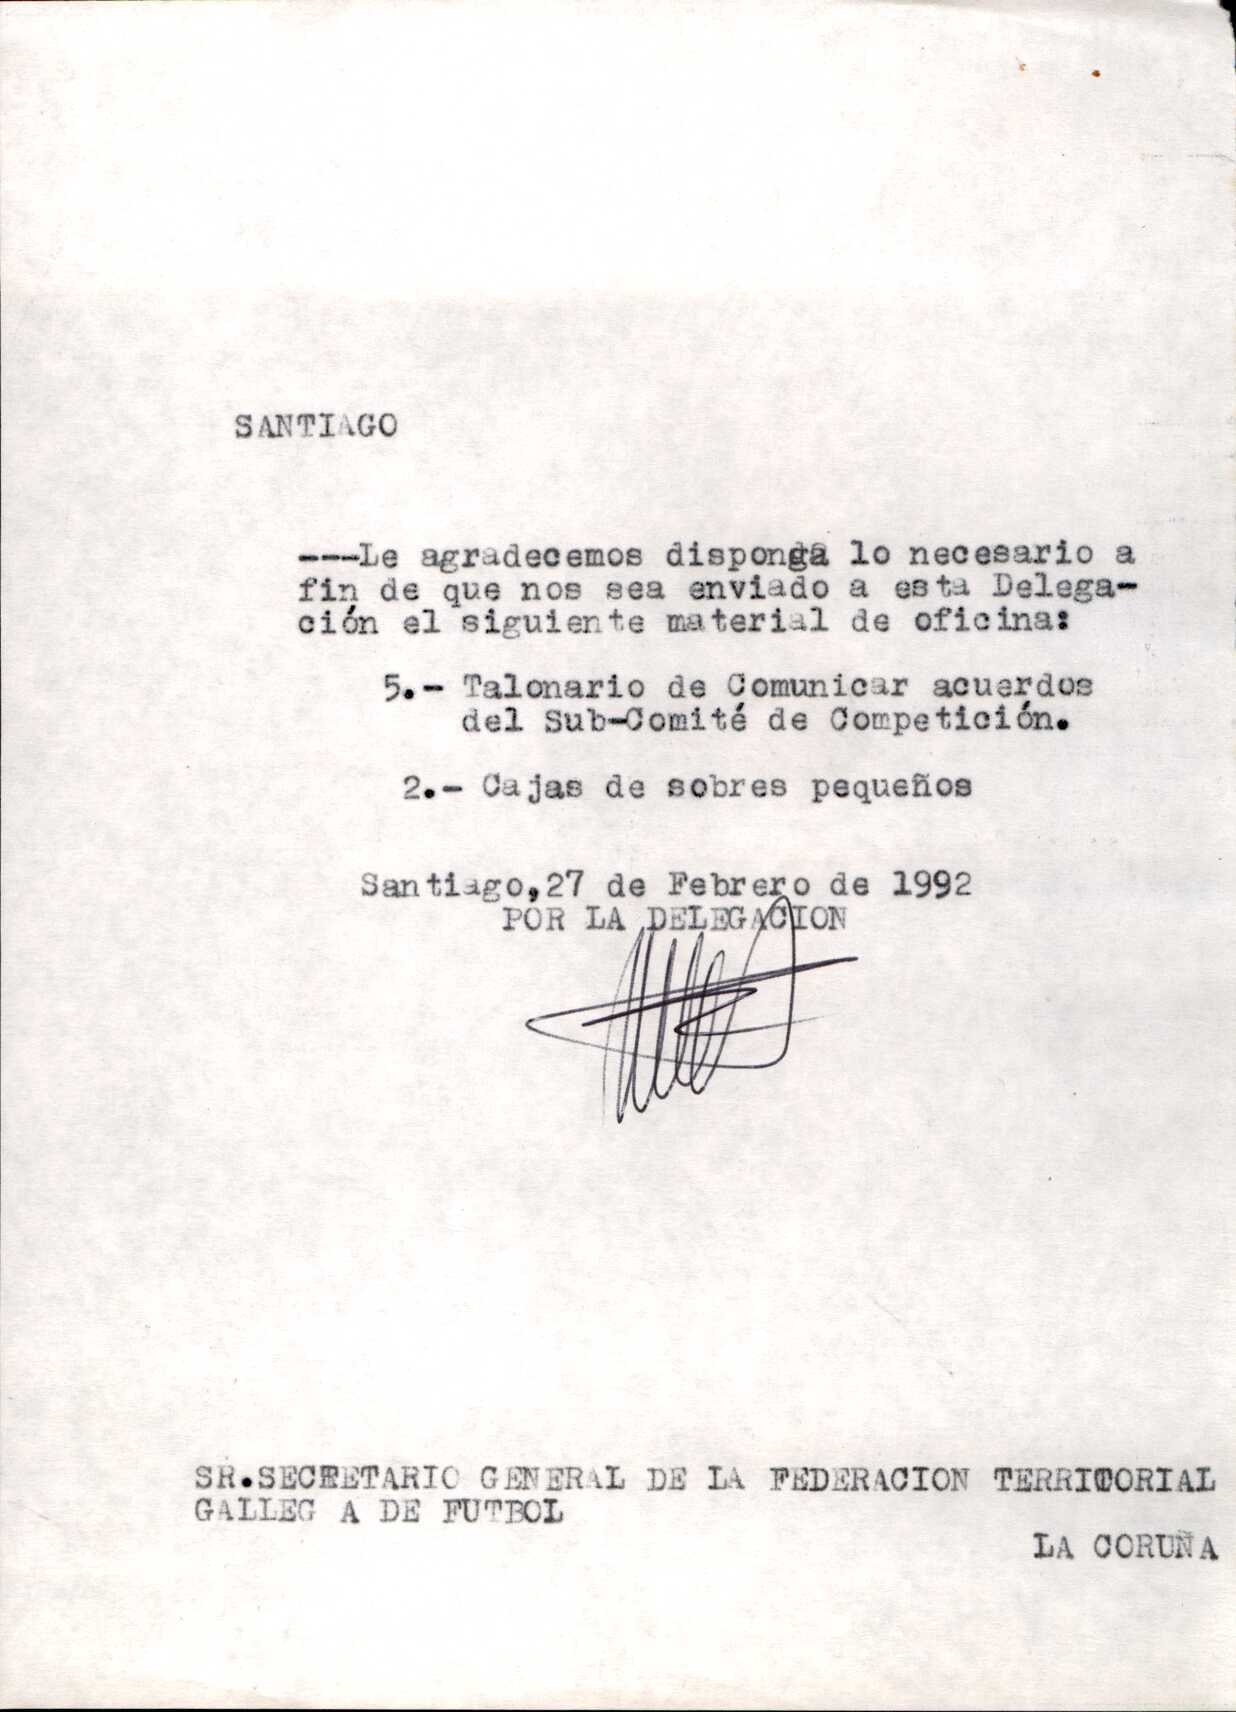 SANTIAGO
---Le agradecemos disponga lo necesario a
fin de que nos sea enviado a esta Delega-
ción el siguiente material de oficina:
5.- Talonario de Comunicar acuerdos
del Sub-Comité de Competición.
2.- Cajas de sobres pequeños
Santiago,27 de Febrero de 1992
POR LA DELEGACION
SR.SECRETARIO GENERAL DE LA FEDERACION TERRITORIAL
GALLEG A DE FUTBOL
LA CORUÑA